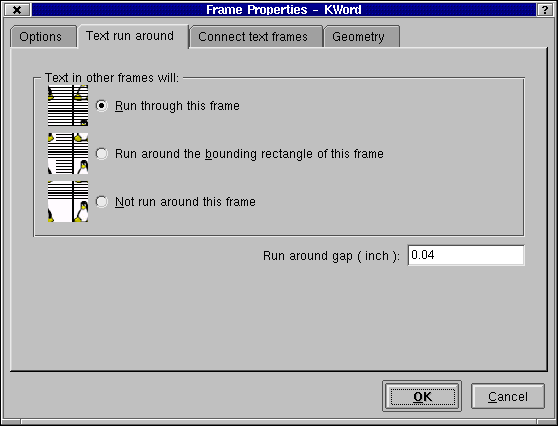 Frame Properties - KWord
?
Options
Text run around
Connect text frames
Geometry
Text in other frames will:
Run through this frame
Run around the bounding rectangle of this frame
Not run around this frame
Run around gap ( inch ):
0.04
OK
Cancel